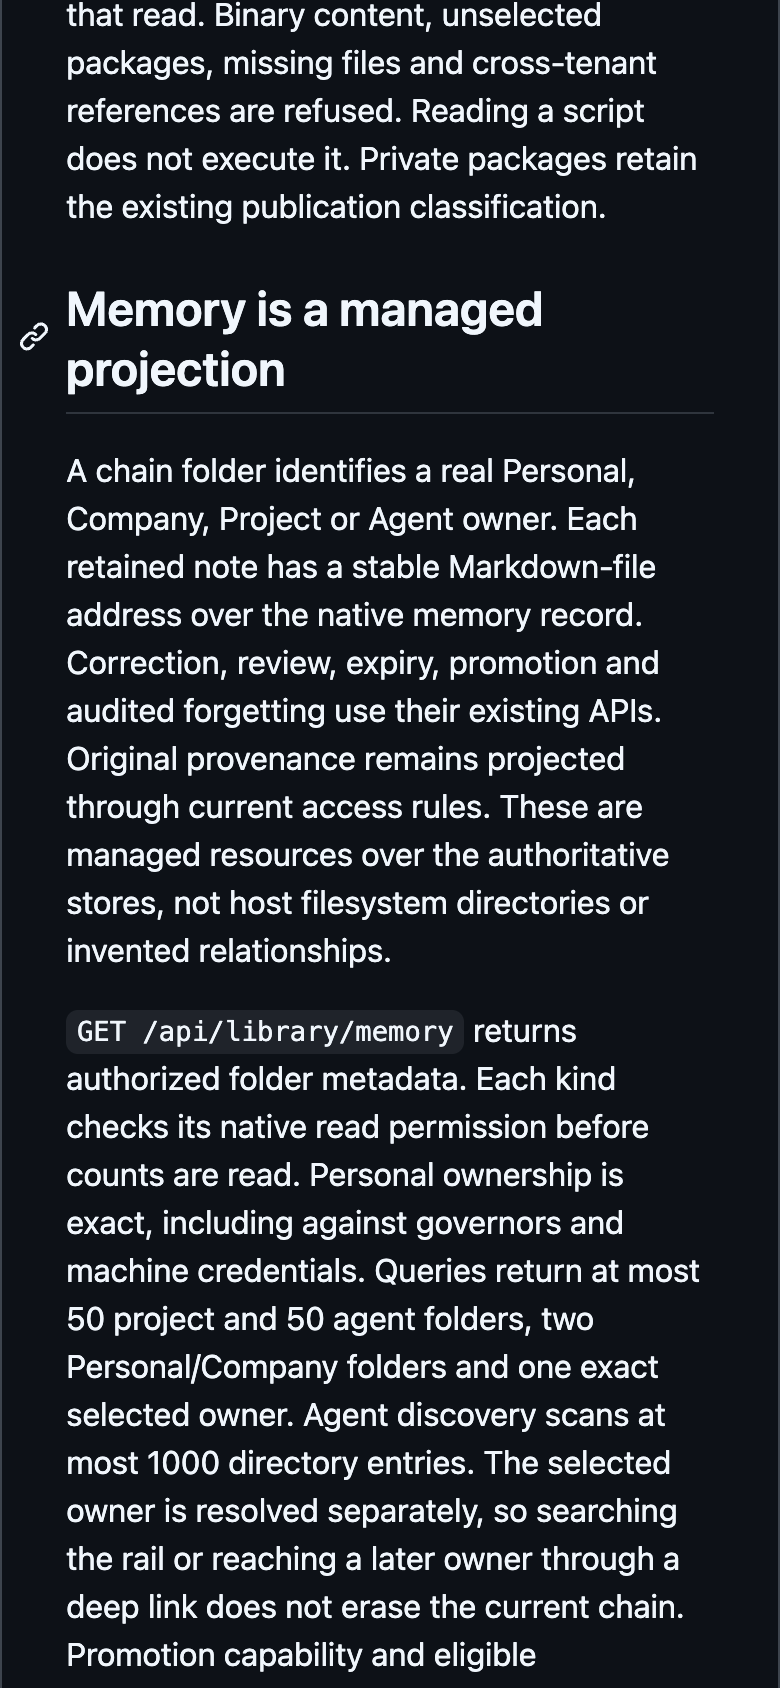 that read. Binary content, unselected
packages, missing files and cross-tenant
references are refused. Reading a script
does not execute it. Private packages retain
the existing publication classification.
Memory is a managed
projection
A chain folder identifies a real Personal,
Company, Project or Agent owner. Each
retained note has a stable Markdown-file
address over the native memory record.
Correction, review, expiry, promotion and
audited forgetting use their existing APIs.
Original provenance remains projected
through current access rules. These are
managed resources over the authoritative
stores, not host filesystem directories or
invented relationships.
GET /api/library/memory returns
authorized folder metadata. Each kind
checks its native read permission before
counts are read. Personal ownership is
exact, including against governors and
machine credentials. Queries return at most
50 project and 50 agent folders, two
Personal/Company folders and one exact
selected owner. Agent discovery scans at
most 1000 directory entries. The selected
owner is resolved separately, so searching
the rail or reaching a later owner through a
deep link does not erase the current chain.
Promotion capability and eligible